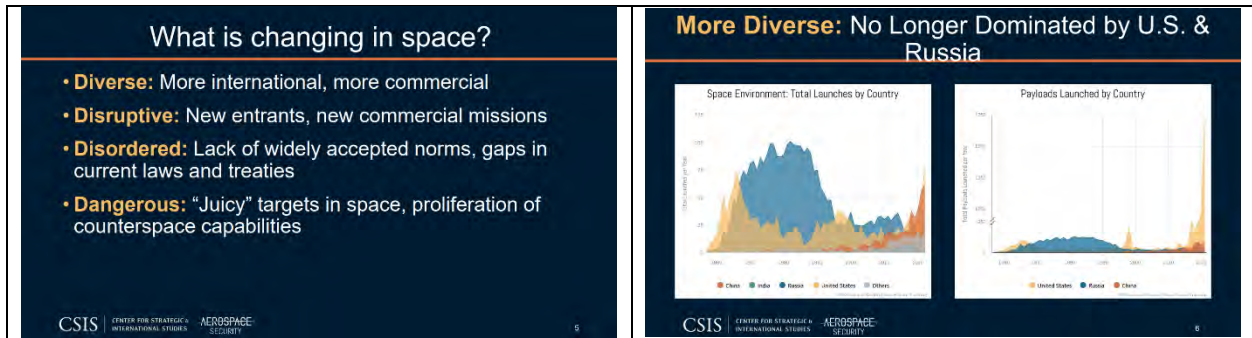 What is changing in space?
• Diverse: More international, more commercial
• Disruptive: New entrants, new commercial missions
• Disordered: Lack of widely accepted norms, gaps in
current laws and treaties
• Dangerous: “Juicy” targets in space, proliferation of
counterspace capabilities
CSIS
CENTER FOR STRATEGIC &
INTERNATIONAL STUDIES
AEROSPACE
SECURITY
5
More Diverse: No Longer Dominated by U.S. &
Russia
Space Environment: Total Launches by Country
China India Russia United States Others
Payloads Launched by Country
United States Russia China
CSIS
CENTER FOR STRATEGIC &
INTERNATIONAL STUDIES
AEROSPACE
SECURITY
6